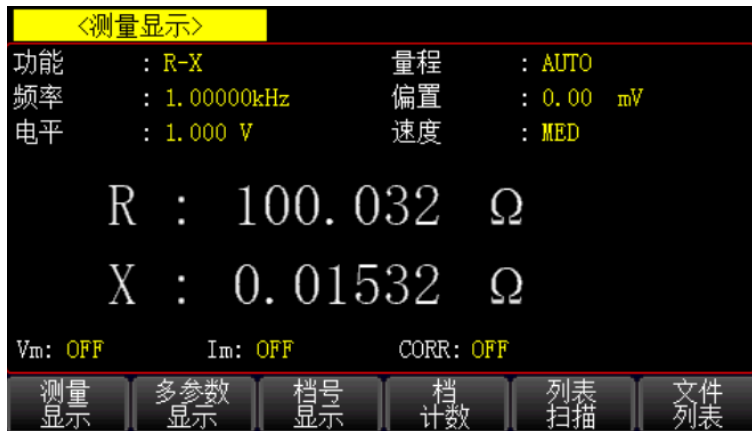 <测量显示>
功能 : R-X 量程 : AUTO
频率 : 1.00000kHz 偏置 : 0.00 mV
电平 : 1.000 V 速度 : MED
R : 100.032 Ω
X : 0.01532 Ω
Vm: OFF Im: OFF CORR: OFF
测量 多参数 档号 档 列表 文件
显示 显示 显示 计数 扫描 列表